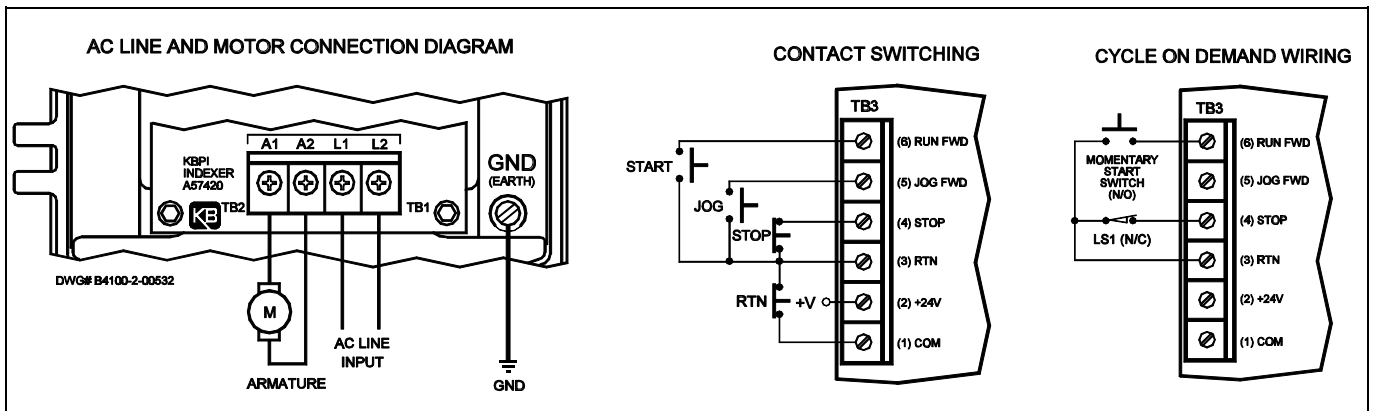 AC LINE AND MOTOR CONNECTION DIAGRAM
A1 A2 L1 L2
KBPI
INDEXER
A57420
GND
(EARTH)
TB2
KB
TB1
DWG# B4100-2-00532
M
AC LINE
INPUT
ARMATURE
GND
CONTACT SWITCHING
TB3
START
JOG
STOP
RTN
+V
(6) RUN FWD
(5) JOG FWD
(4) STOP
(3) RTN
(2) +24V
(1) COM
CYCLE ON DEMAND WIRING
TB3
MOMENTARY
START
SWITCH
(N/O)
LS1 (N/C)
(6) RUN FWD
(5) JOG FWD
(4) STOP
(3) RTN
(2) +24V
(1) COM